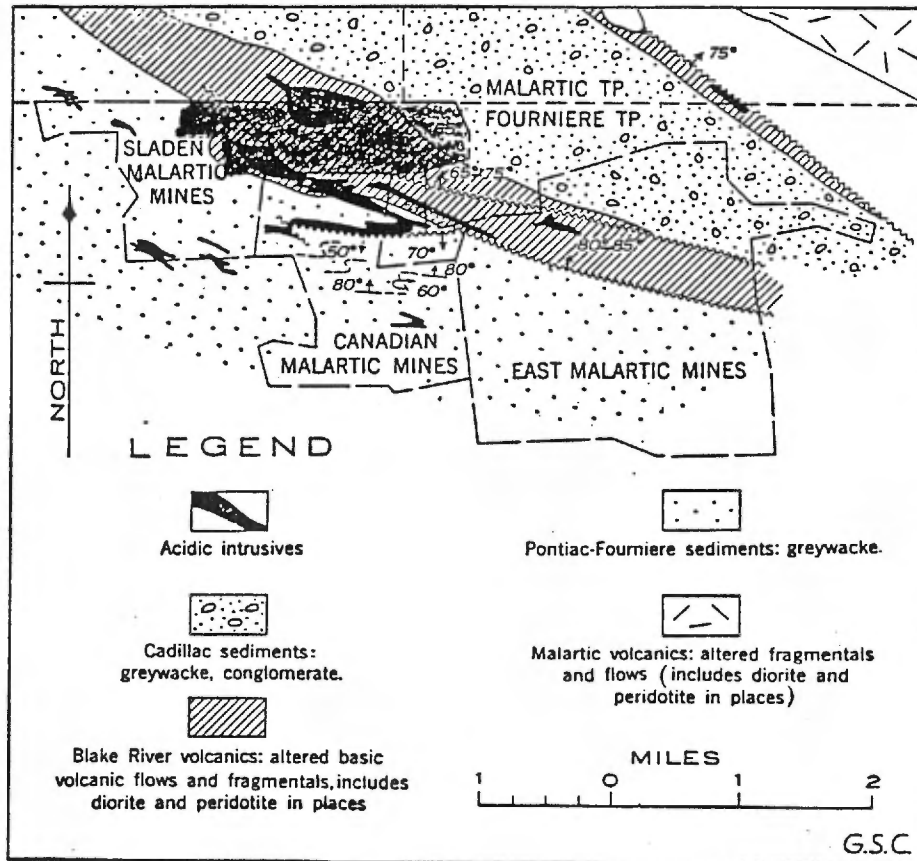 75°
MALARTIC TP.
FOURNIERE TP.
SLADEN
MALARTIC
MINES
65-75°
50°
70°
80-85°
80°
80°
60°
CANADIAN
MALARTIC MINES
EAST MALARTIC MINES
NORTH
LEGEND
Acidic intrusives
Pontiac-Fourniere sediments: greywacke.
Cadillac sediments:
greywacke, conglomerate.
Malartic volcanics: altered fragmentals
and flows (includes diorite and
peridotite in places)
Blake River volcanics: altered basic
volcanic flows and fragmentals, includes
diorite and peridotite in places
MILES
1 0 1 2
G.S.C.